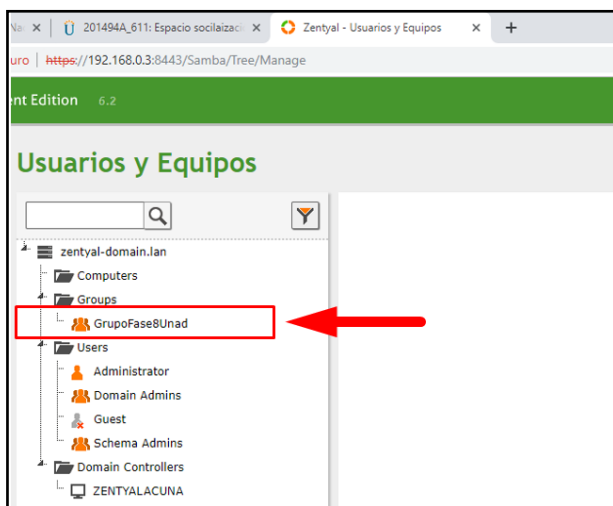 201494A_611: Espacio socilaizaci
Zentyal - Usuarios y Equipos
uro | https://192.168.0.3:8443/Samba/Tree/Manage
nt Edition 6.2
Usuarios y Equipos
zentyal-domain.lan
Computers
Groups
GrupoFase8Unad
Users
Administrator
Domain Admins
Guest
Schema Admins
Domain Controllers
ZENTYALACUNA